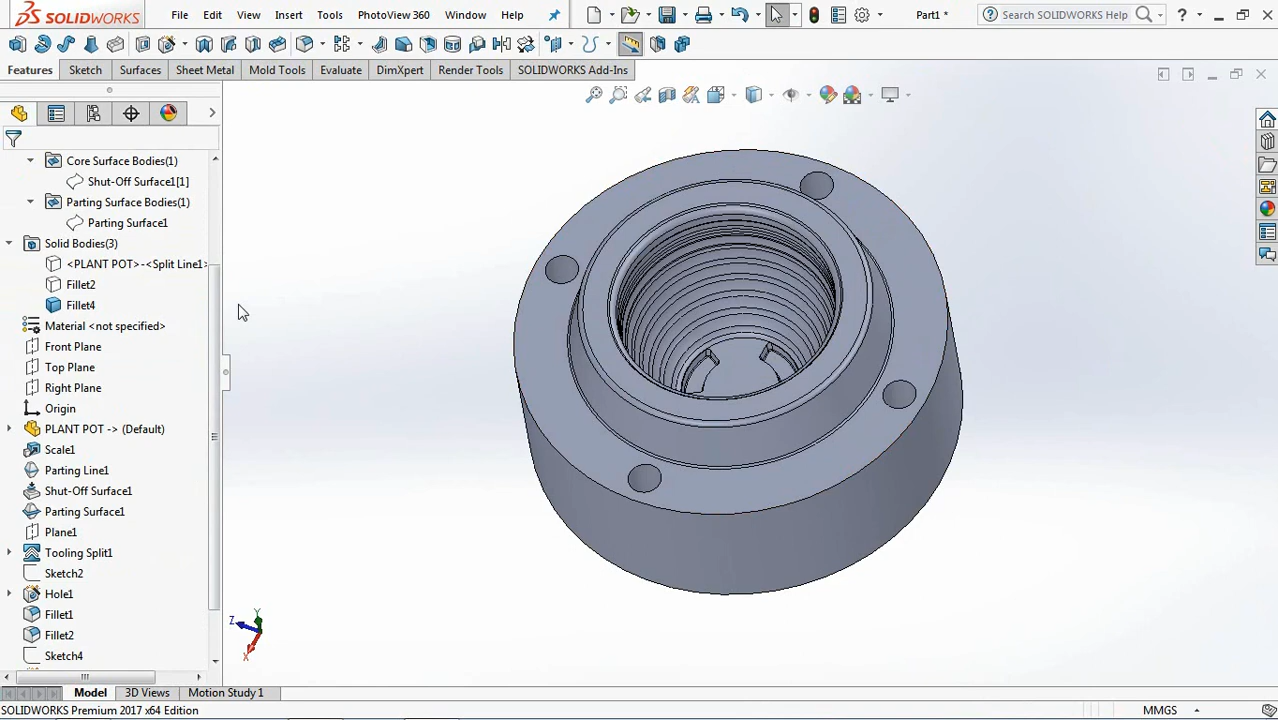 SOLIDWORKS File Edit View Insert Tools PhotoView 360 Window Help Part1 * Search SOLIDWORKS Help
Features Sketch Surfaces Sheet Metal Mold Tools Evaluate DimXpert Render Tools SOLIDWORKS Add-Ins
Core Surface Bodies(1)
Shut-Off Surface1[1]
Parting Surface Bodies(1)
Parting Surface1
Solid Bodies(3)
<PLANT POT>-<Split Line1>
Fillet2
Fillet4
Material <not specified>
Front Plane
Top Plane
Right Plane
Origin
PLANT POT -> (Default)
Scale1
Parting Line1
Shut-Off Surface1
Parting Surface1
Plane1
Tooling Split1
Sketch2
Hole1
Fillet1
Fillet2
Sketch4
Y
Z
X
Model 3D Views Motion Study 1
SOLIDWORKS Premium 2017 x64 Edition MMGS